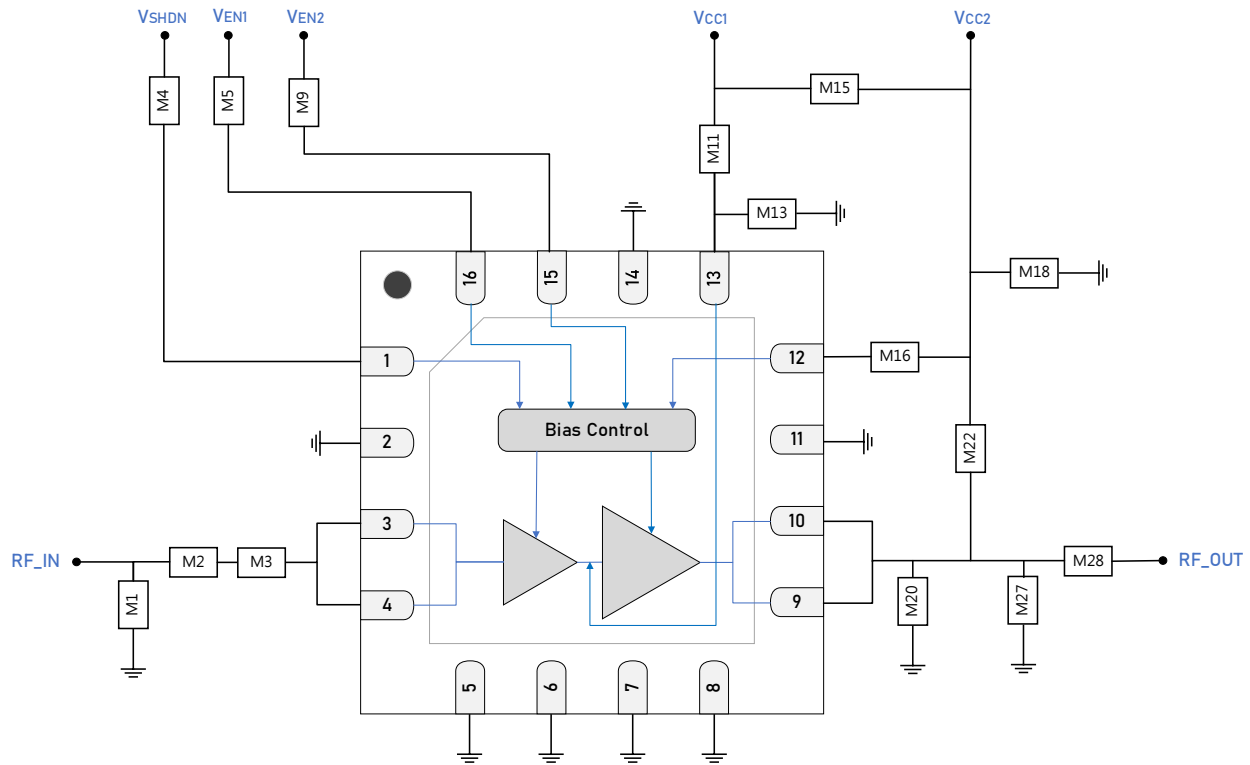 VSHDN
VEN1
VEN2
VCC1
VCC2
M4
M5
M9
M15
M11
M13
M18
16
15
14
13
1
12
M16
Bias Control
2
11
M22
3
10
RF_IN
M2
M3
M28
RF_OUT
M1
4
9
M20
M27
5
6
7
8